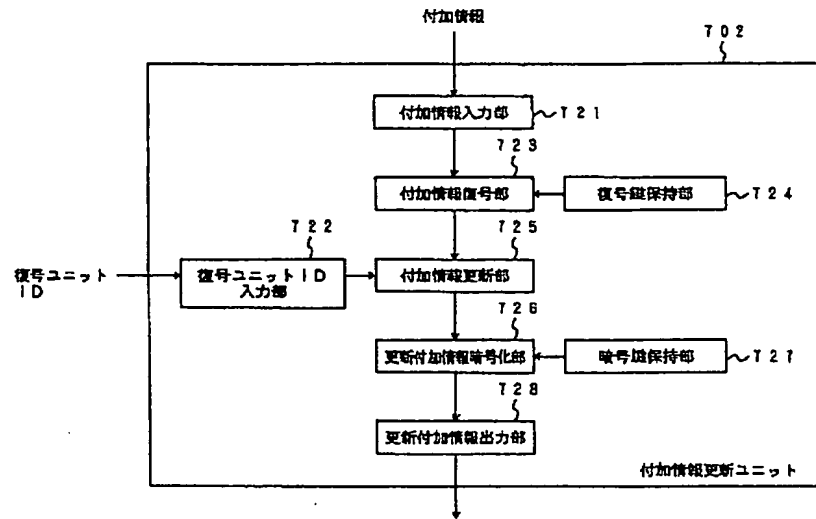 付加情報
702
付加情報入力部
721
723
付加情報復号部
復号鍵保持部
724
722
725
復号ユニットID
復号ユニットID
入力部
付加情報更新部
726
更新付加情報暗号化部
暗号鍵保持部
727
728
更新付加情報出力部
付加情報更新ユニット